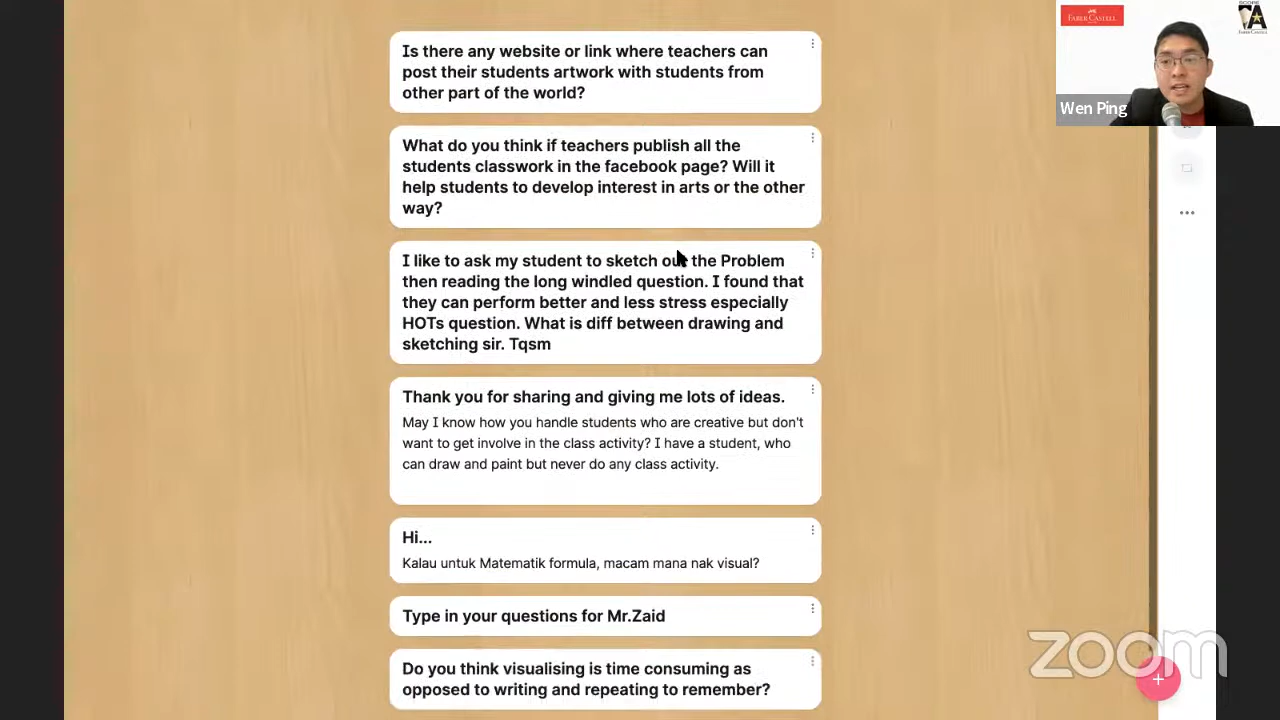 Is there any website or link where teachers can
post their students artwork with students from
other part of the world?
What do you think if teachers publish all the
students classwork in the facebook page? Will it
help students to develop interest in arts or the other
way?
I like to ask my student to sketch out the Problem
then reading the long windled question. I found that
they can perform better and less stress especially
HOTs question. What is diff between drawing and
sketching sir. Tqsm
Thank you for sharing and giving me lots of ideas.
May I know how you handle students who are creative but don't
want to get involve in the class activity? I have a student, who
can draw and paint but never do any class activity.
Hi...
Kalau untuk Matematik formula, macam mana nak visual?
Type in your questions for Mr.Zaid
Do you think visualising is time consuming as
opposed to writing and repeating to remember?
FABER-CASTELL
Wen Ping
zoom